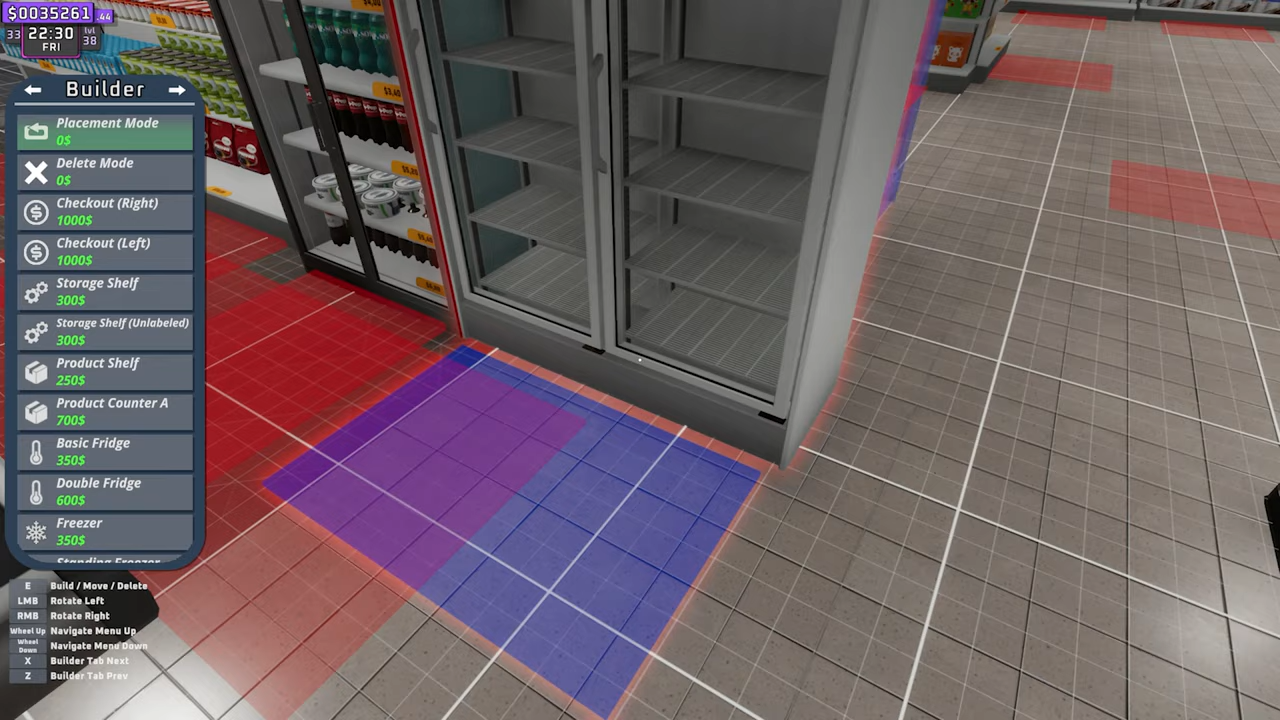 $0035261.44
33 22:30 lvl 38
FRI
Builder
Placement Mode
0$
Delete Mode
0$
Checkout (Right)
1000$
Checkout (Left)
1000$
Storage Shelf
300$
Storage Shelf (Unlabeled)
300$
Product Shelf
250$
Product Counter A
700$
Basic Fridge
350$
Double Fridge
600$
Freezer
350$
Standing Freezer
E Build / Move / Delete
LMB Rotate Left
RMB Rotate Right
Wheel Up Navigate Menu Up
Wheel Down Navigate Menu Down
X Builder Tab Next
Z Builder Tab Prev